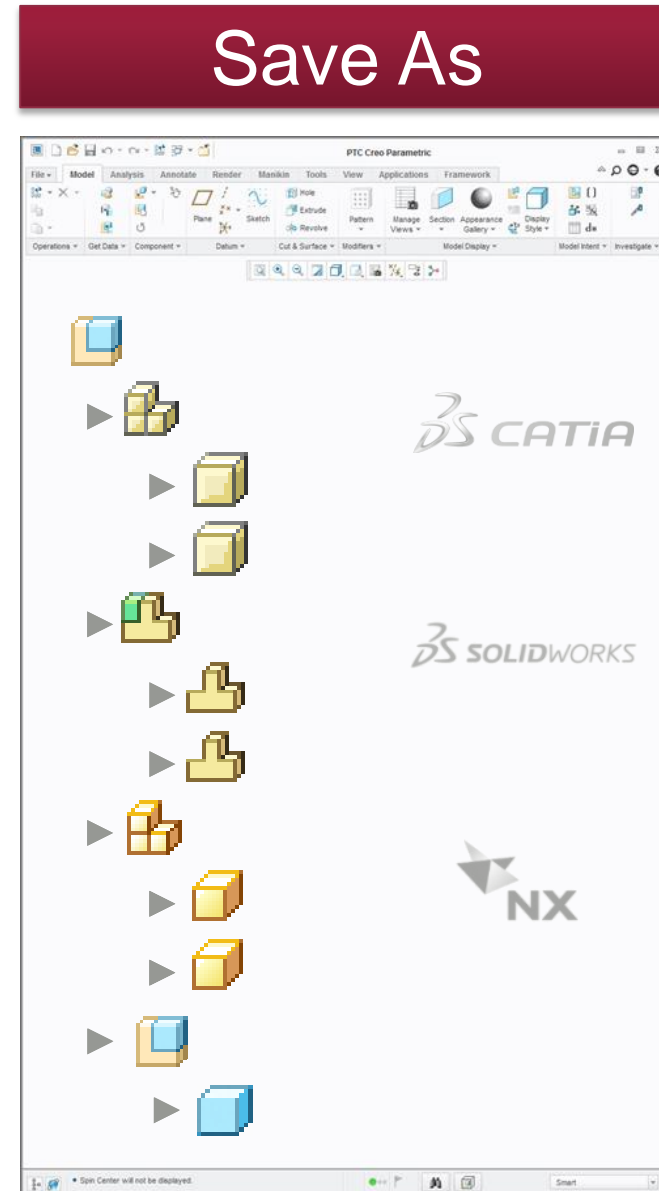 Save As
PTC Creo Parametric
File Model Analysis Annotate Render Manikin Tools View Applications Framework
Hole
Extrude
Revolve
Plane Sketch Pattern Manage Views Section Appearance Gallery Display Style
Operations Get Data Component Datum Cut & Surface Modifiers Model Display Model Intent Investigate
CATIA
SOLIDWORKS
NX
Spin Center will not be displayed.
Smart